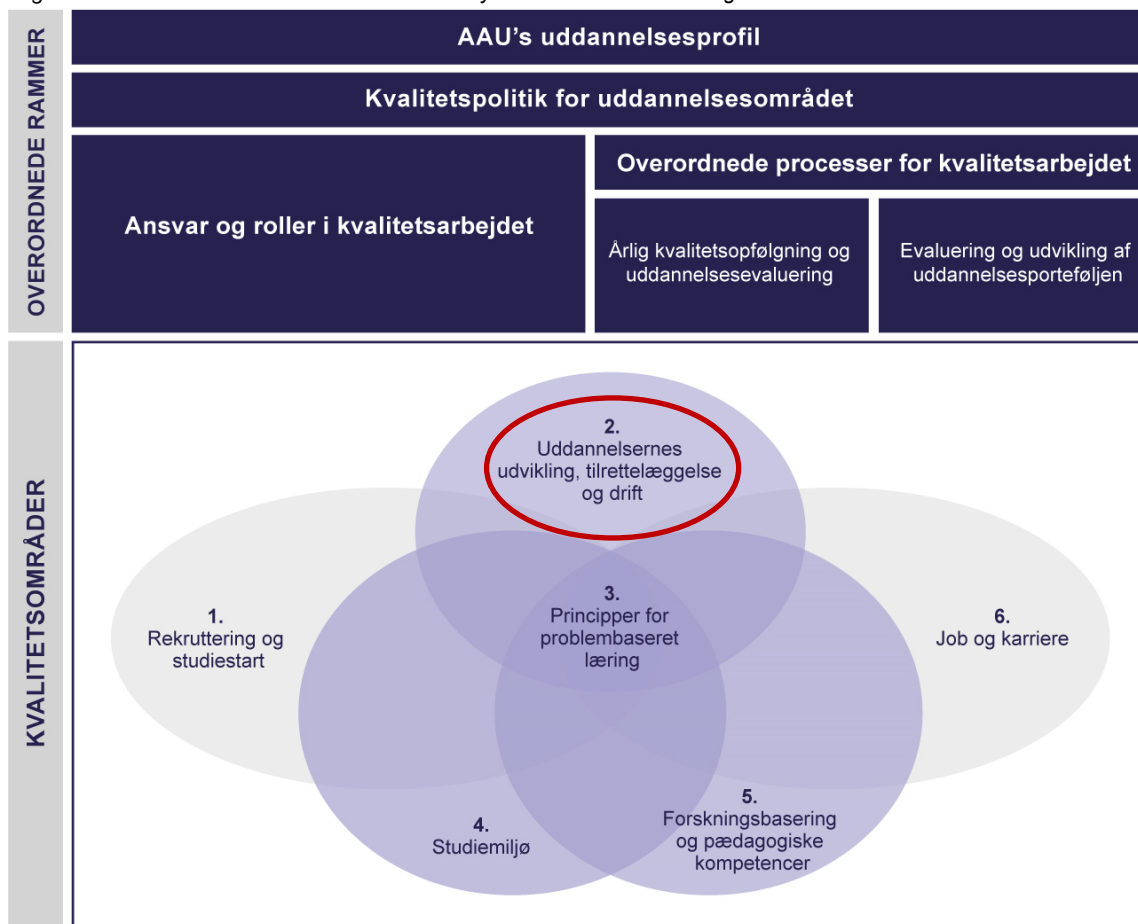 OVERORDNEDE RAMMER
AAU's uddannelsesprofil
Kvalitetspolitik for uddannelsesområdet
Ansvar og roller i kvalitetsarbejdet
Overordnede processer for kvalitetsarbejdet
Årlig kvalitetsopfølgning og
uddannelsesevaluering
Evaluering og udvikling af
uddannelsesporteføljen
KVALITETSOMRÅDER
2.
Uddannelsernes
udvikling, tilrettelæggelse
og drift
1.
Rekruttering og
studiestart
3.
Principper for
problembaseret
læring
6.
Job og karriere
4.
Studiemiljø
5.
Forskningsbasering
og pædagogiske
kompetencer